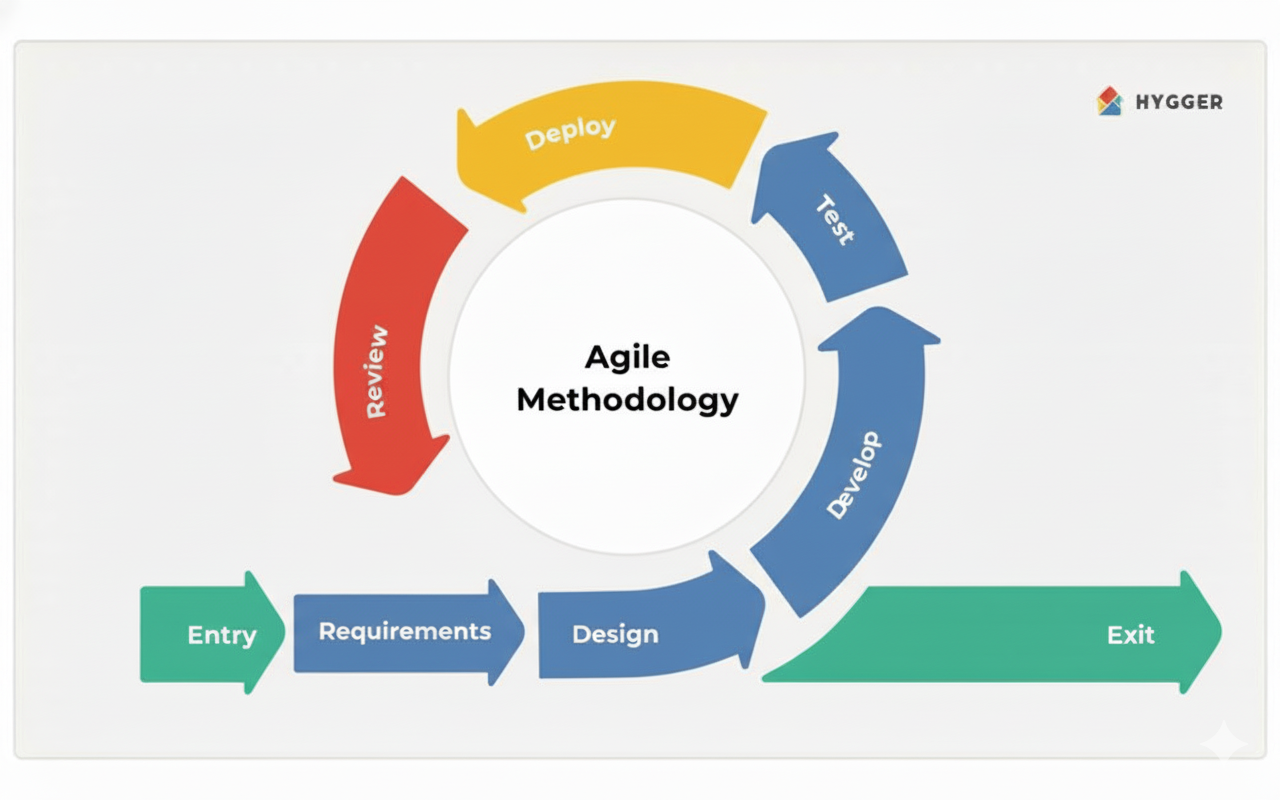 HYGGER
Deploy
Test
Review
Agile
Methodology
Develop
Entry
Requirements
Design
Exit